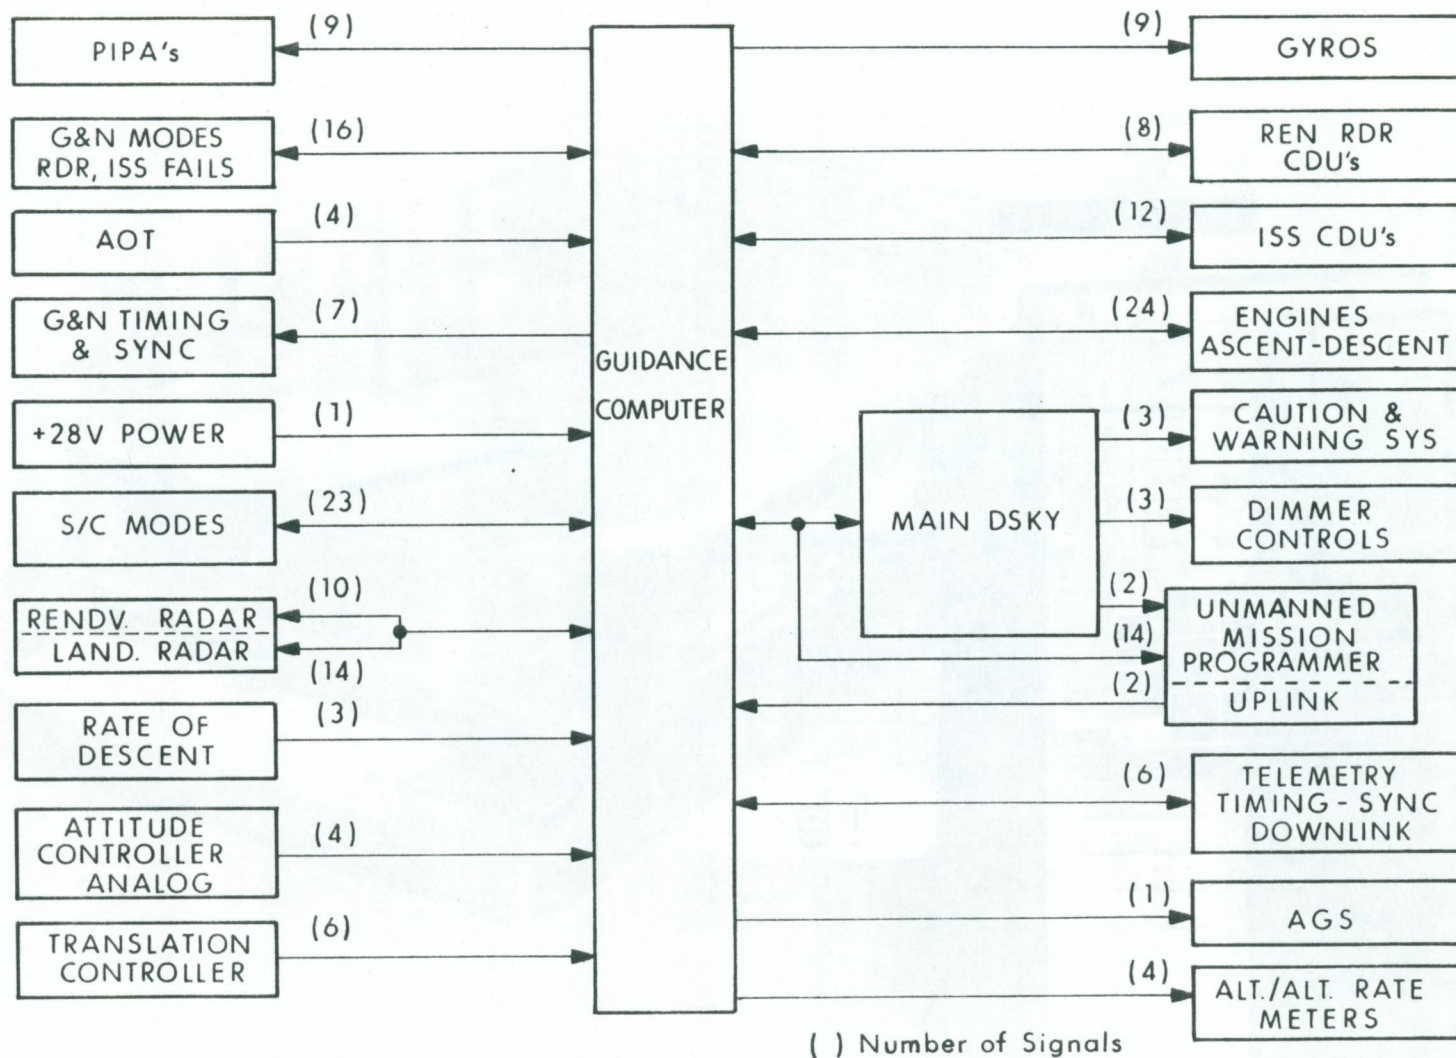 (9)
PIPA's
(16)
G&N MODES
RDR, ISS FAILS
(4)
AOT
(7)
G&N TIMING
& SYNC
(1)
+28V POWER
(23)
S/C MODES
(10)
RENDV. RADAR
LAND. RADAR
(14)
(3)
RATE OF
DESCENT
(4)
ATTITUDE
CONTROLLER
ANALOG
(6)
TRANSLATION
CONTROLLER
GUIDANCE
COMPUTER
MAIN DSKY
(9)
GYROS
(8)
REN RDR
CDU's
(12)
ISS CDU's
(24)
ENGINES
ASCENT-DESCENT
(3)
CAUTION &
WARNING SYS
(3)
DIMMER
CONTROLS
(2)
UNMANNED
MISSION
PROGRAMMER
(14)
(2)
UPLINK
(6)
TELEMETRY
TIMING - SYNC
DOWNLINK
(1)
AGS
(4)
ALT./ALT. RATE
METERS
( ) Number of Signals